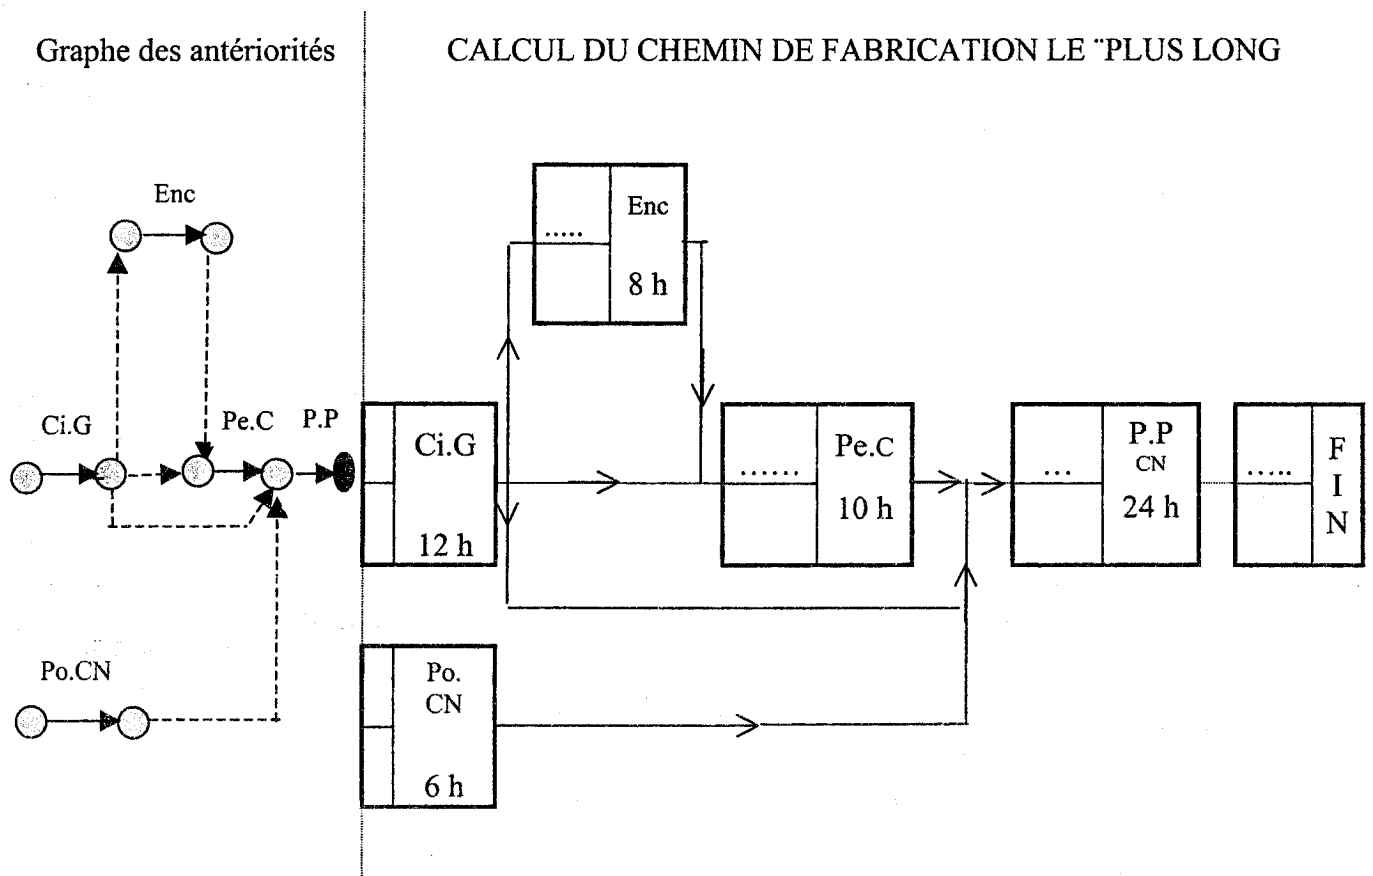 Graphe des antériorités
CALCUL DU CHEMIN DE FABRICATION LE ¨PLUS LONG
Enc
Ci.G
Pe.C
P.P
Po.CN
.....
Enc
8 h
Ci.G
12 h
......
Pe.C
10 h
...
P.P
CN
24 h
.....
F
I
N
Po.
CN
6 h